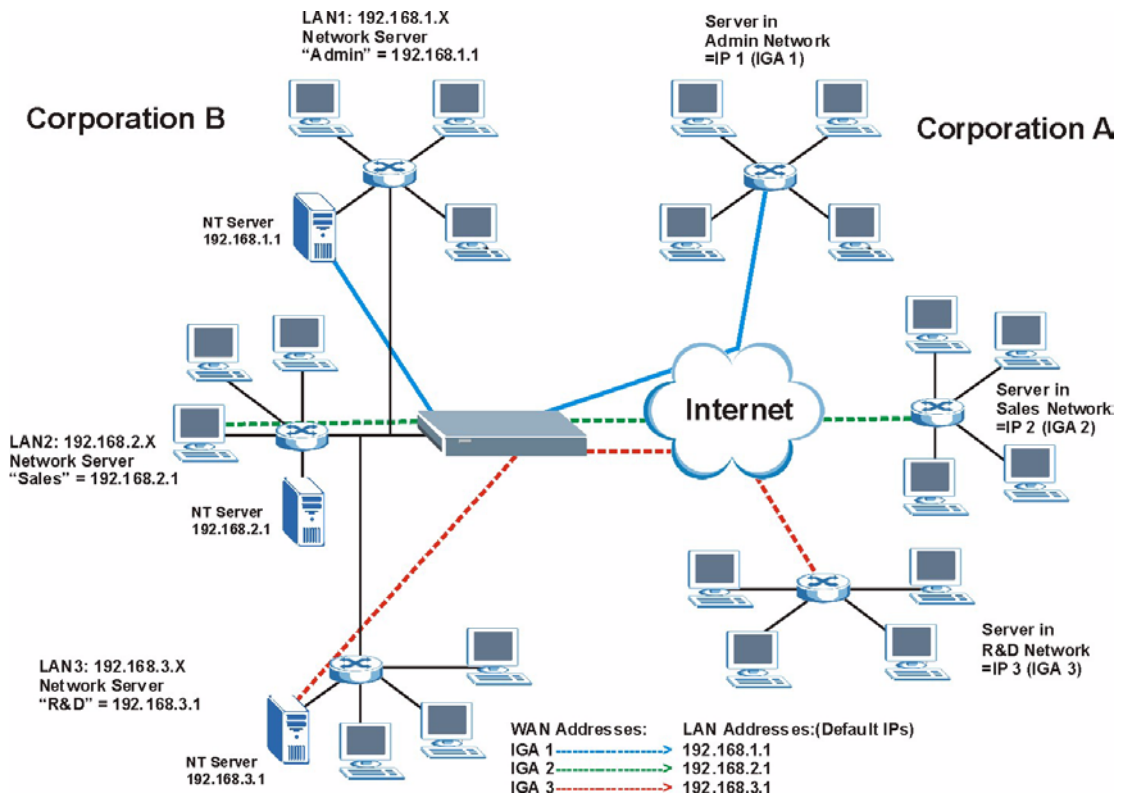 LAN1: 192.168.1.X
Network Server
“Admin” = 192.168.1.1
Server in
Admin Network
=IP 1 (IGA 1)
Corporation B
Corporation A
NT Server
192.168.1.1
Internet
Server in
Sales Network
=IP 2 (IGA 2)
LAN2: 192.168.2.X
Network Server
“Sales” = 192.168.2.1
NT Server
192.168.2.1
Server in
R&D Network
=IP 3 (IGA 3)
LAN3: 192.168.3.X
Network Server
“R&D” = 192.168.3.1
NT Server
192.168.3.1
WAN Addresses: LAN Addresses:(Default IPs)
IGA 1 192.168.1.1
IGA 2 192.168.2.1
IGA 3 192.168.3.1